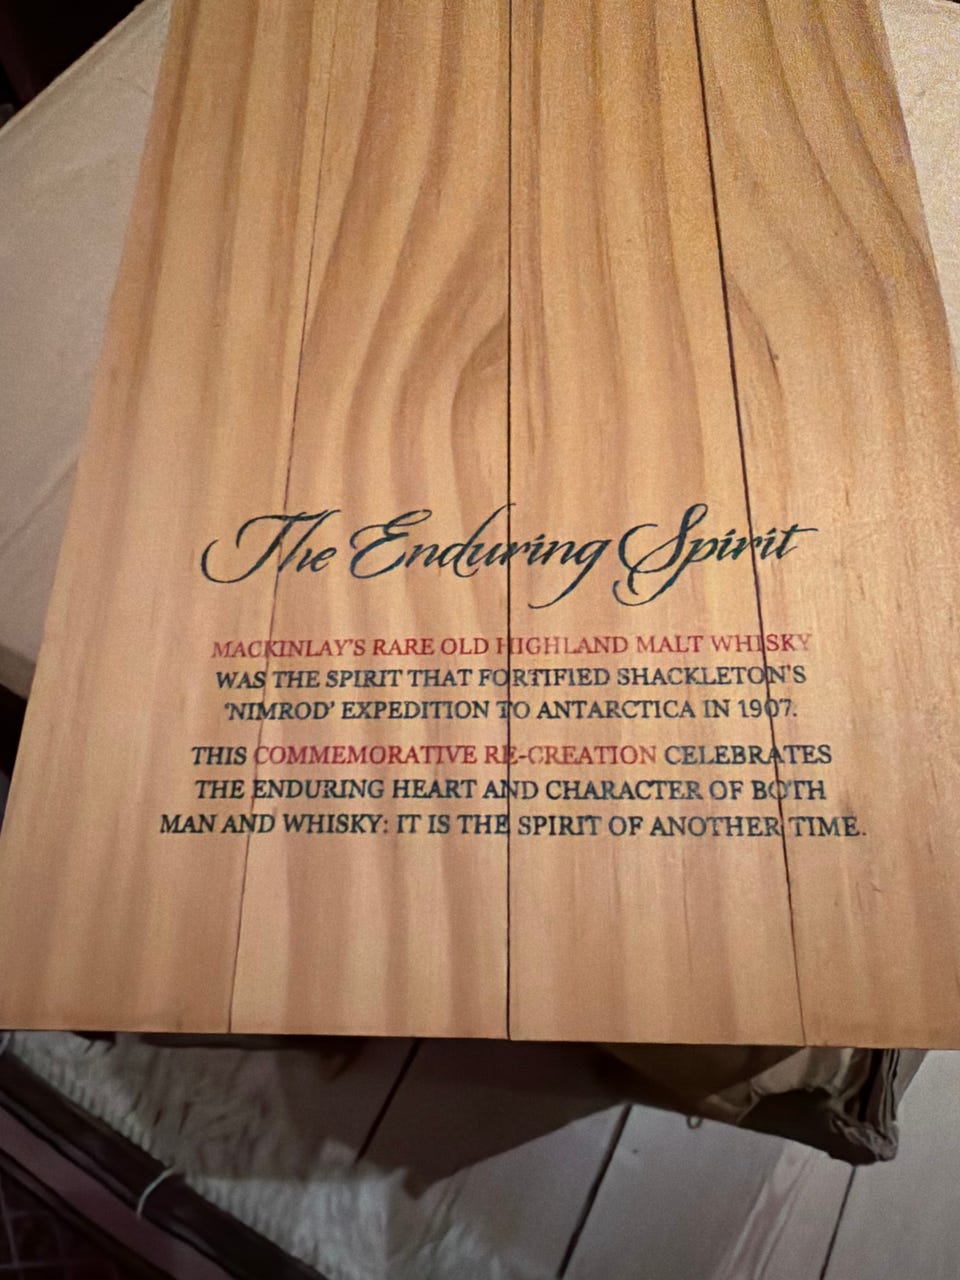 The Enduring Spirit
MACKINLAY'S RARE OLD HIGHLAND MALT WHISKY
WAS THE SPIRIT THAT FORTIFIED SHACKLETON'S
'NIMROD' EXPEDITION TO ANTARCTICA IN 1907.
THIS COMMEMORATIVE RE-CREATION CELEBRATES
THE ENDURING HEART AND CHARACTER OF BOTH
MAN AND WHISKY: IT IS THE SPIRIT OF ANOTHER TIME.